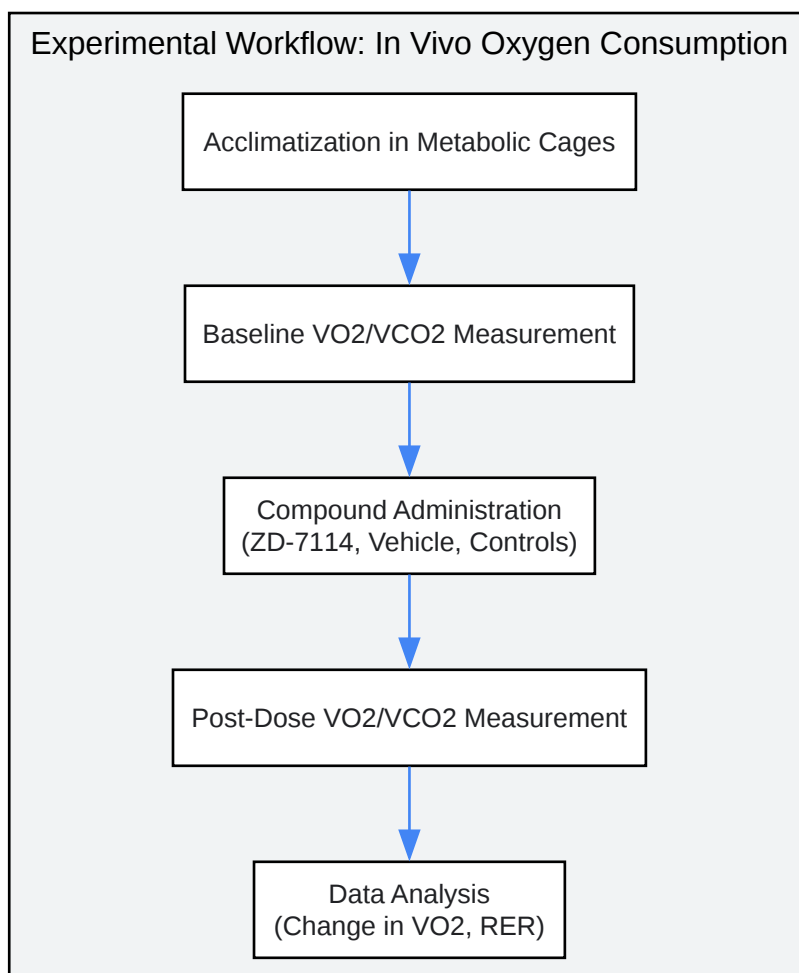 Experimental Workflow: In Vivo Oxygen Consumption
Acclimatization in Metabolic Cages
Baseline VO2/VCO2 Measurement
Compound Administration
(ZD-7114, Vehicle, Controls)
Post-Dose VO2/VCO2 Measurement
Data Analysis
(Change in VO2, RER)